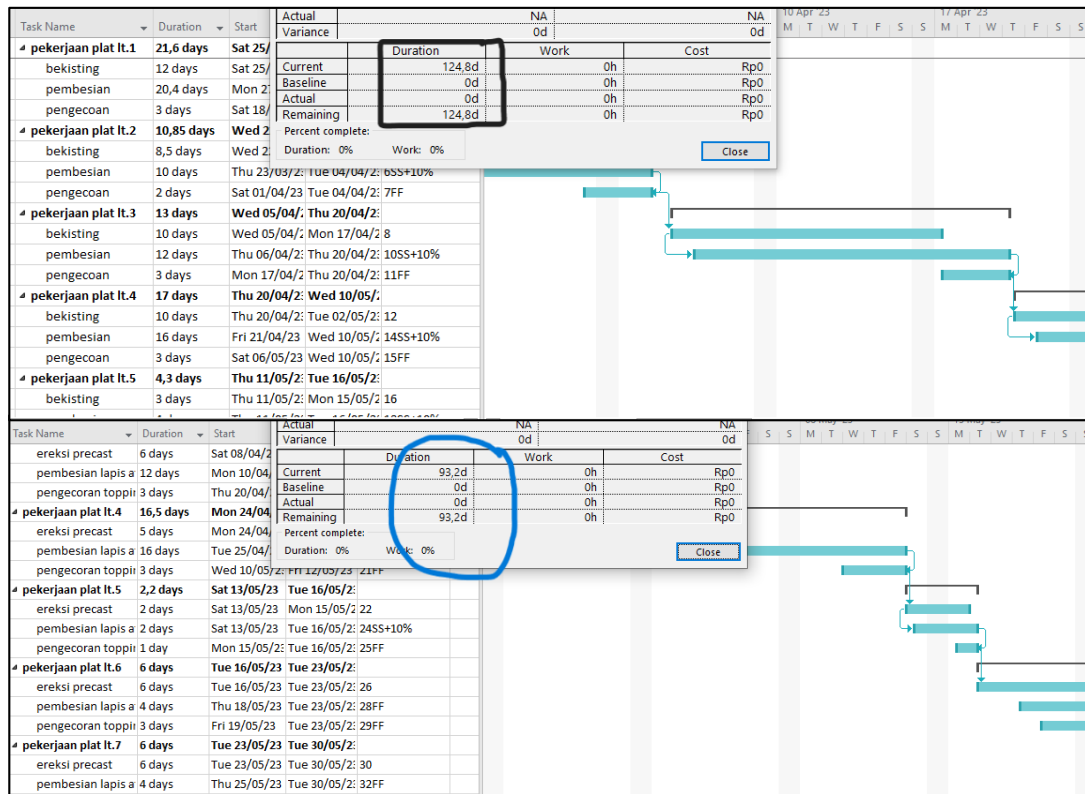 Actual NA NA
Variance 0d 0d
10 Apr '23 17 Apr '23
Task Name Duration Start M T W T F S S M T W T F S S
Duration Work Cost
Current 124,8d 0h Rp0
Baseline 0d 0h Rp0
Actual 0d 0h Rp0
Remaining 124,8d 0h Rp0
Percent complete:
Duration: 0% Work: 0% Close
pekerjaan plat lt.1 21,6 days Sat 25/
bekisting 12 days Sat 25/
pembesian 20,4 days Mon 27
pengecoan 3 days Sat 18/
pekerjaan plat lt.2 10,85 days Wed 2
bekisting 8,5 days Wed 2
pembesian 10 days Thu 23/03/2 Tue 04/04/2 6SS+10%
pengecoan 2 days Sat 01/04/23 Tue 04/04/2 7FF
pekerjaan plat lt.3 13 days Wed 05/04/2 Thu 20/04/2
bekisting 10 days Wed 05/04/2 Mon 17/04/2 8
pembesian 12 days Thu 06/04/2 Thu 20/04/2 10SS+10%
pengecoan 3 days Mon 17/04/2 Thu 20/04/2 11FF
pekerjaan plat lt.4 17 days Thu 20/04/2 Wed 10/05/2
bekisting 10 days Thu 20/04/2 Tue 02/05/2 12
pembesian 16 days Fri 21/04/23 Wed 10/05/2 14SS+10%
pengecoan 3 days Sat 06/05/23 Wed 10/05/2 15FF
pekerjaan plat lt.5 4,3 days Thu 11/05/2 Tue 16/05/2
bekisting 3 days Thu 11/05/2 Mon 15/05/2 16
Actual NA NA
Variance 0d 0d
Task Name Duration Start S S M T W T F S S M T W T F S
Duration Work Cost
Current 93,2d 0h Rp0
Baseline 0d 0h Rp0
Actual 0d 0h Rp0
Remaining 93,2d 0h Rp0
Percent complete:
Duration: 0% Work: 0% Close
ereksi precast 6 days Sat 08/04/2
pembesian lapis a 12 days Mon 10/04/
pengecoran toppin 3 days Thu 20/04/
pekerjaan plat lt.4 16,5 days Mon 24/04
ereksi precast 5 days Mon 24/04/
pembesian lapis a 16 days Tue 25/04/
pengecoran toppin 3 days Wed 10/05/2 Fri 12/05/23 21FF
pekerjaan plat lt.5 2,2 days Sat 13/05/23 Tue 16/05/2
ereksi precast 2 days Sat 13/05/23 Mon 15/05/2 22
pembesian lapis a 2 days Sat 13/05/23 Tue 16/05/2 24SS+10%
pengecoran toppin 1 day Mon 15/05/2 Tue 16/05/2 25FF
pekerjaan plat lt.6 6 days Tue 16/05/23 Tue 23/05/2
ereksi precast 6 days Tue 16/05/23 Tue 23/05/2 26
pembesian lapis a 4 days Thu 18/05/23 Tue 23/05/2 28FF
pengecoran toppin 3 days Fri 19/05/23 Tue 23/05/2 29FF
pekerjaan plat lt.7 6 days Tue 23/05/23 Tue 30/05/2
ereksi precast 6 days Tue 23/05/23 Tue 30/05/2 30
pembesian lapis a 4 days Thu 25/05/23 Tue 30/05/2 32FF